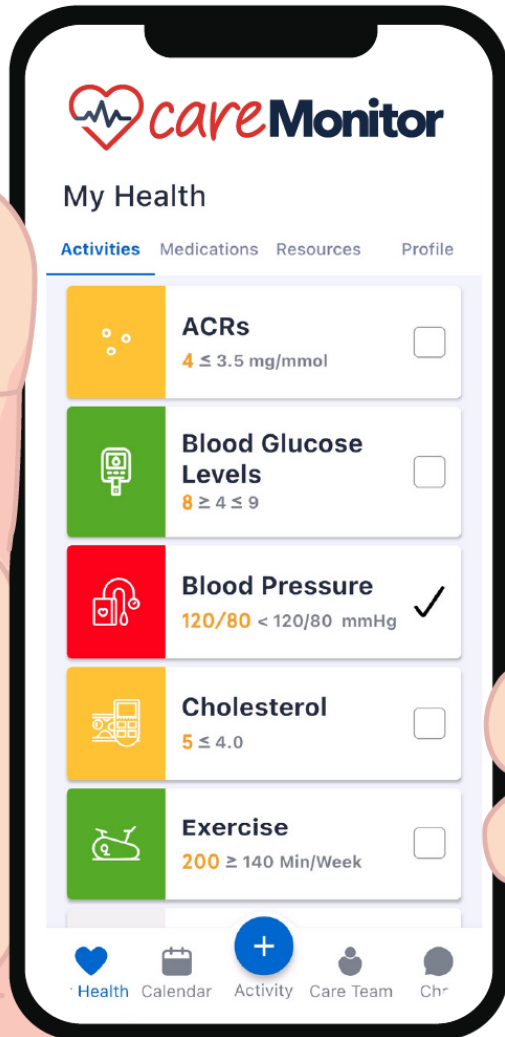 careMonitor
My Health
Activities Medications Resources Profile
ACRs
4 ≤ 3.5 mg/mmol
Blood Glucose
Levels
8 ≥ 4 ≤ 9
Blood Pressure
120/80 < 120/80 mmHg
Cholesterol
5 ≤ 4.0
Exercise
200 ≥ 140 Min/Week
Health Calendar Activity Care Team